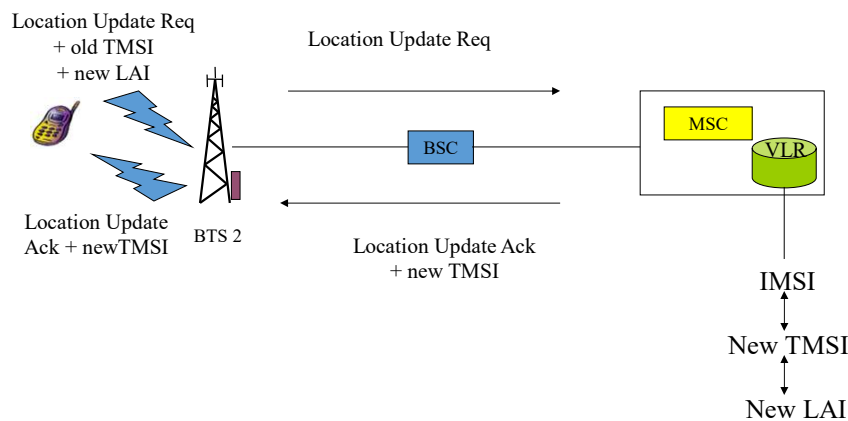 Location Update Req
+ old TMSI
+ new LAI
Location Update Req
MSC
VLR
BSC
Location Update
Ack + newTMSI
BTS 2
Location Update Ack
+ new TMSI
IMSI
New TMSI
New LAI